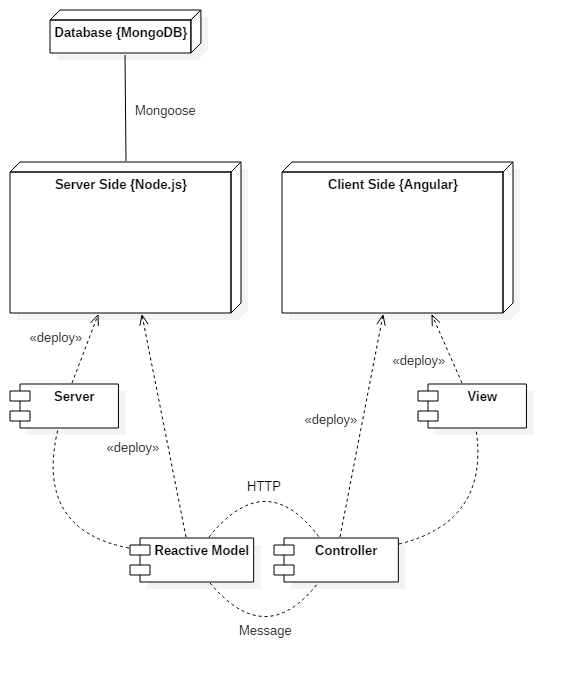 Database {MongoDB}
Mongoose
Server Side {Node.js}
Client Side {Angular}
«deploy»
«deploy»
Server
View
«deploy»
«deploy»
HTTP
Reactive Model
Controller
Message